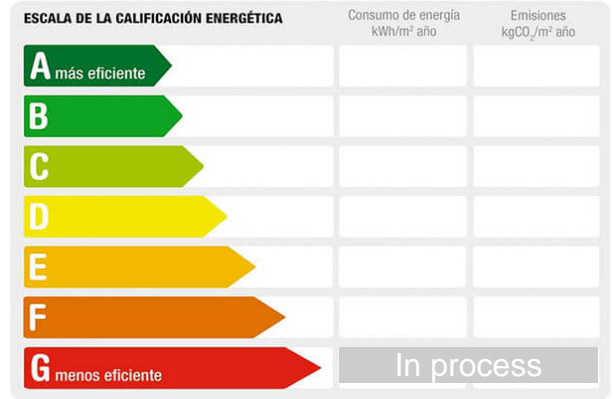 ESCALA DE LA CALIFICACIÓN ENERGÉTICA
Consumo de energía
kWh/m² año
Emisiones
kgCO₂/m² año
A más eficiente
B
C
D
E
F
G menos eficiente
In process